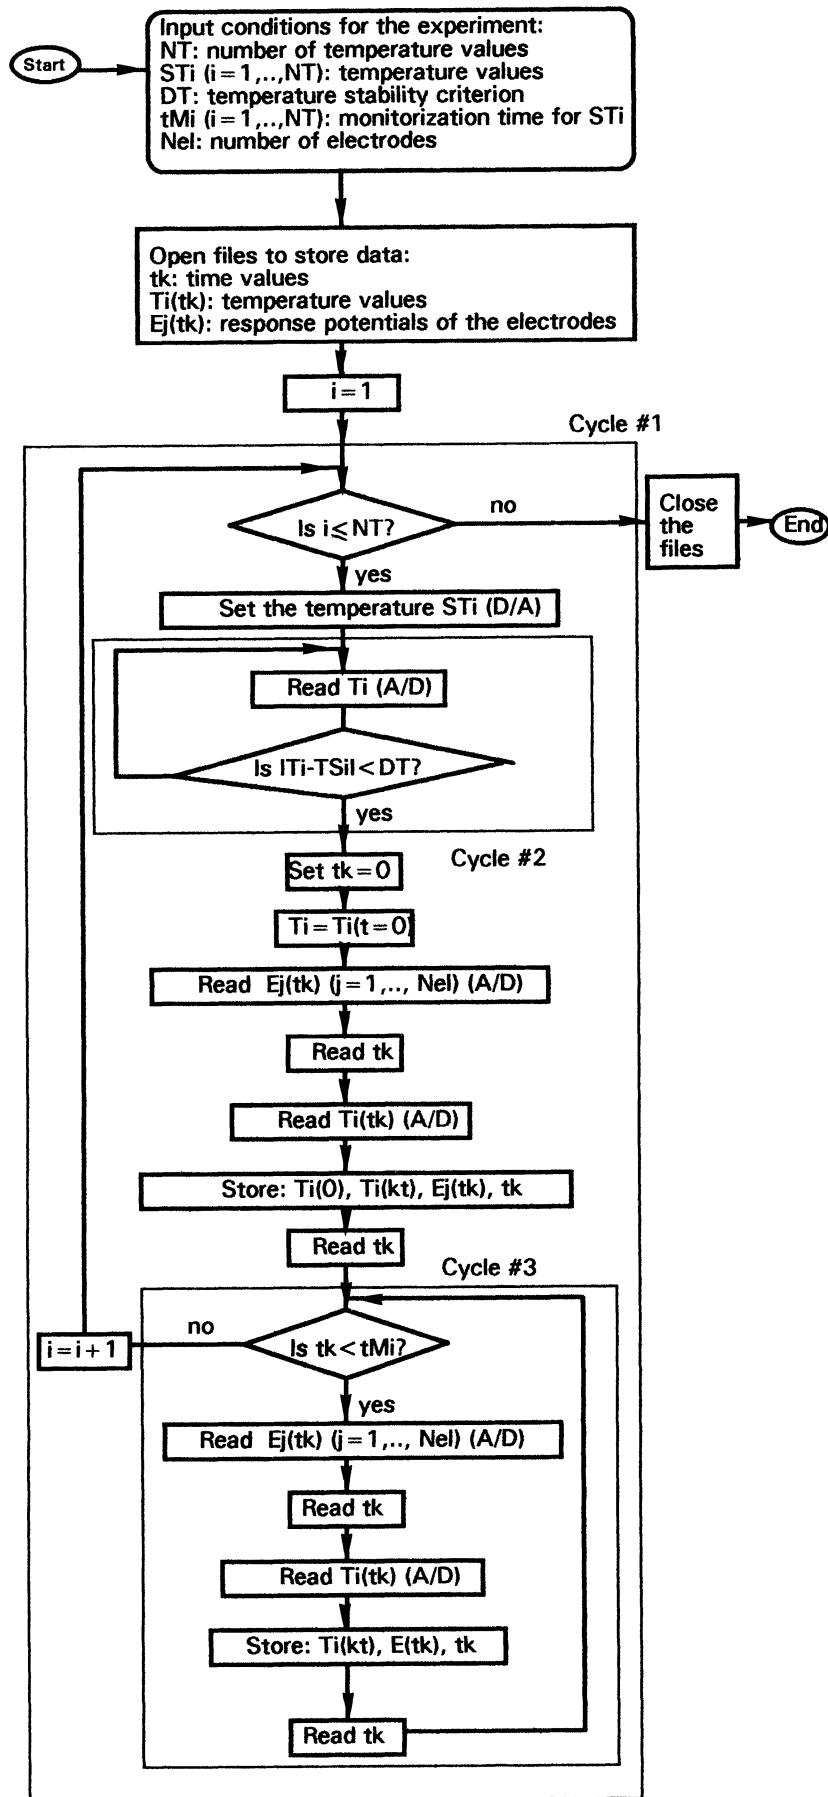 Start
Input conditions for the experiment:
NT: number of temperature values
STi (i=1,..,NT): temperature values
DT: temperature stability criterion
tMi (i=1,..,NT): monitorization time for STi
Nel: number of electrodes
Open files to store data:
tk: time values
Ti(tk): temperature values
Ej(tk): response potentials of the electrodes
i=1
Cycle #1
Is i≤NT?
no
Close
the
files
End
yes
Set the temperature STi (D/A)
Read Ti (A/D)
Is ITi-TSiI<DT?
yes
Cycle #2
Set tk=0
Ti=Ti(t=0)
Read Ej(tk) (j=1,.., Nel) (A/D)
Read tk
Read Ti(tk) (A/D)
Store: Ti(0), Ti(kt), Ej(tk), tk
Read tk
Cycle #3
Is tk<tMi?
no
i=i+1
yes
Read Ej(tk) (j=1,.., Nel) (A/D)
Read tk
Read Ti(tk) (A/D)
Store: Ti(kt), E(tk), tk
Read tk